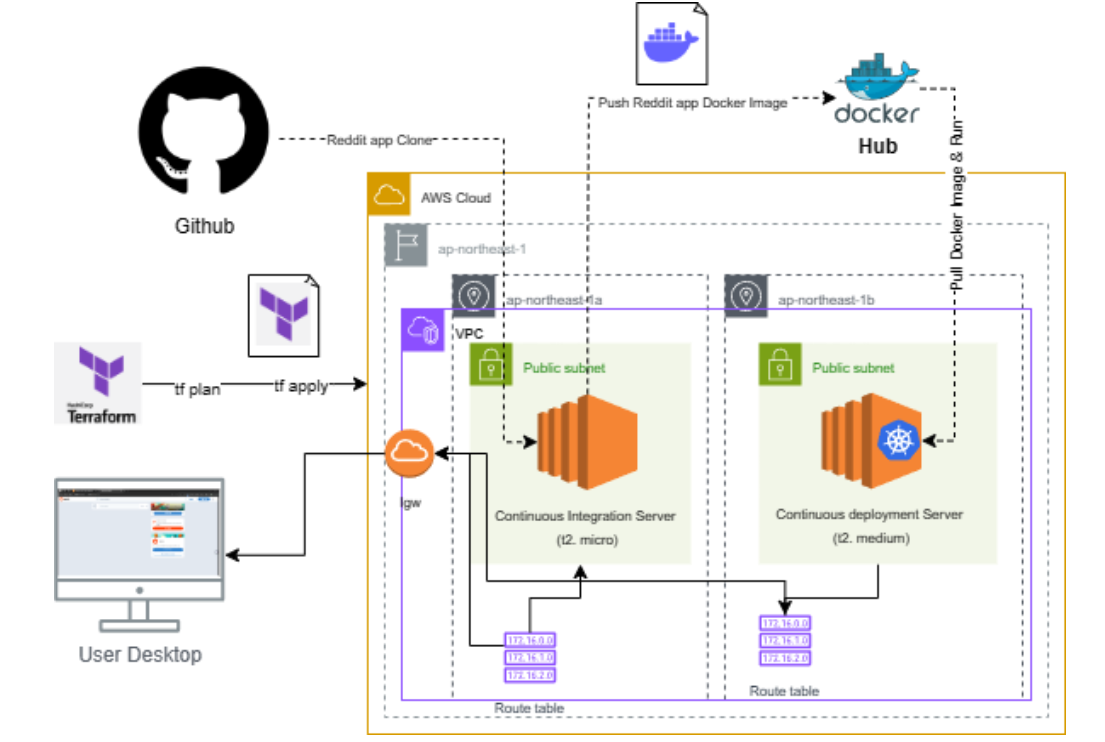 Push Reddit app Docker Image
docker
Hub
Reddit app Clone
Github
Pull Docker Image & Run
AWS Cloud
ap-northeast-1
ap-northeast-1a
ap-northeast-1b
VPC
Public subnet
Public subnet
tf plan
tf apply
HashiCorp
Terraform
Igw
Continuous Integration Server
(t2. micro)
Continuous deployment Server
(t2. medium)
172.16.0.0
172.16.1.0
172.16.2.0
172.16.0.0
172.16.1.0
172.16.2.0
User Desktop
Route table
Route table